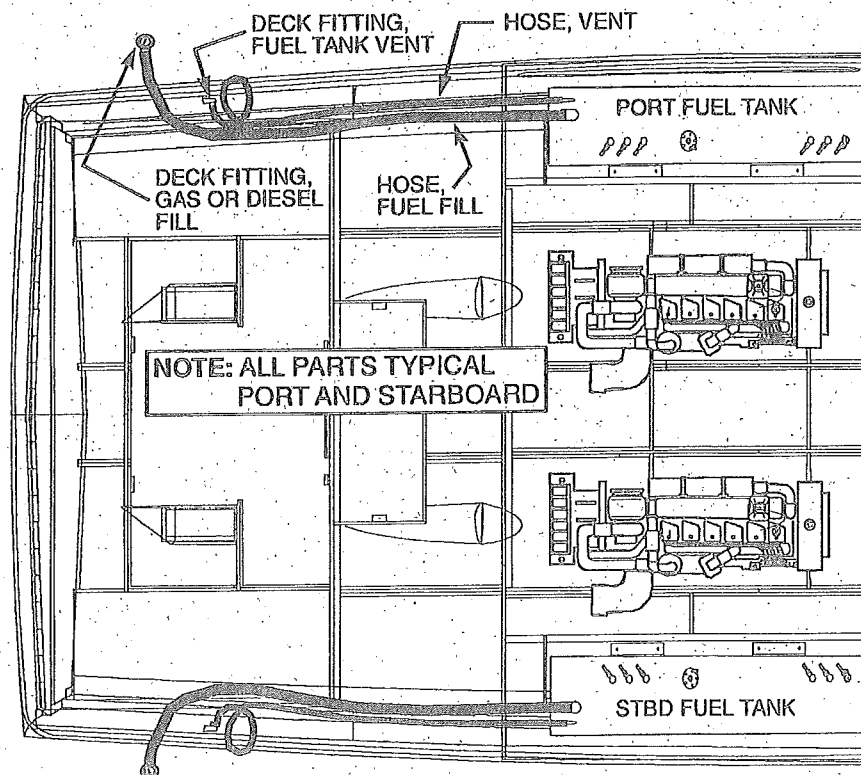 DECK FITTING,
FUEL TANK VENT
HOSE, VENT
PORT FUEL TANK
DECK FITTING,
GAS OR DIESEL
FILL
HOSE,
FUEL FILL
NOTE: ALL PARTS TYPICAL
PORT AND STARBOARD
STBD FUEL TANK